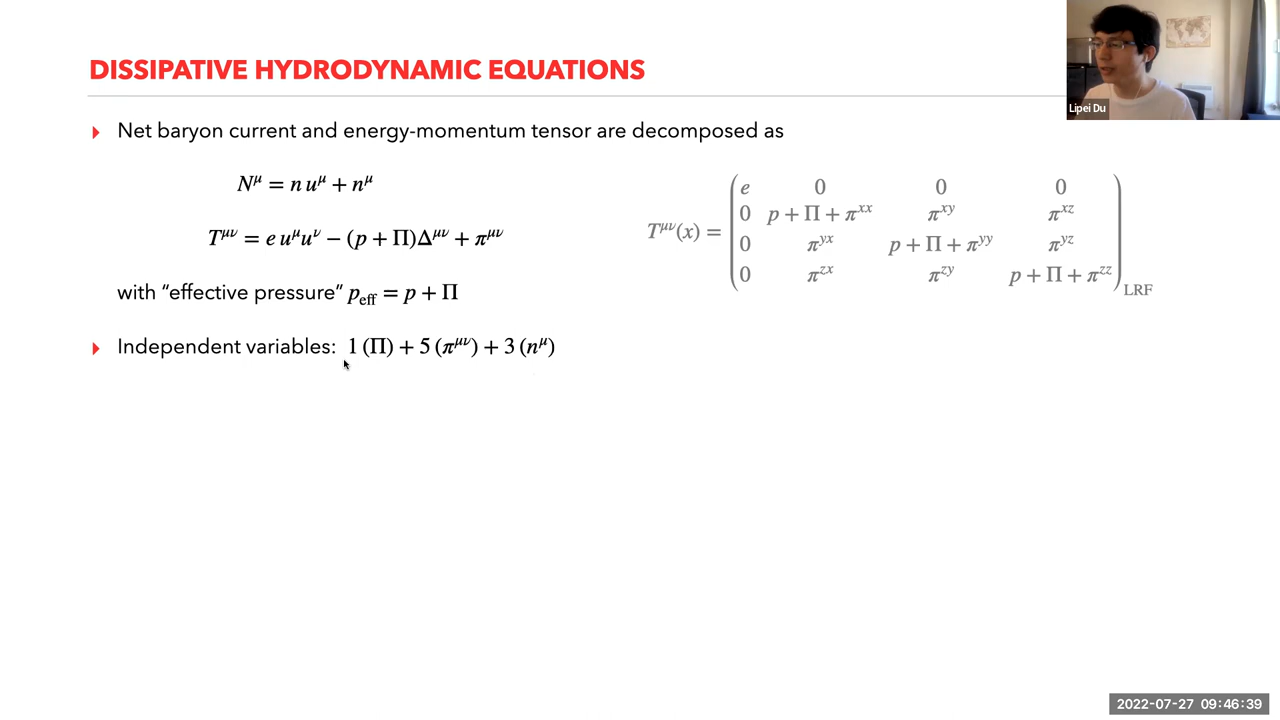 DISSIPATIVE HYDRODYNAMIC EQUATIONS
Lipei Du
Net baryon current and energy-momentum tensor are decomposed as
N^μ = n u^μ + n^μ
T^{μν} = e u^μ u^ν − (p + Π)Δ^{μν} + π^{μν}
T^{μν}(x) =
e 0 0 0
0 p + Π + π^{xx} π^{xy} π^{xz}
0 π^{yx} p + Π + π^{yy} π^{yz}
0 π^{zx} π^{zy} p + Π + π^{zz}
LRF
with “effective pressure” p_eff = p + Π
Independent variables: 1 (Π) + 5 (π^{μν}) + 3 (n^μ)
2022-07-27 09:46:39